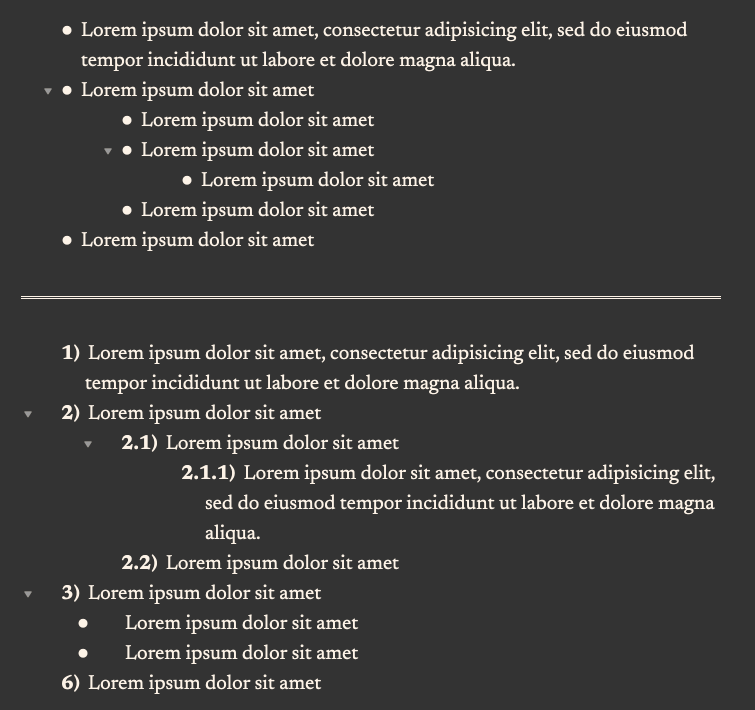 ● Lorem ipsum dolor sit amet, consectetur adipisicing elit, sed do eiusmod
tempor incididunt ut labore et dolore magna aliqua.
● Lorem ipsum dolor sit amet
● Lorem ipsum dolor sit amet
● Lorem ipsum dolor sit amet
● Lorem ipsum dolor sit amet
● Lorem ipsum dolor sit amet
● Lorem ipsum dolor sit amet
1) Lorem ipsum dolor sit amet, consectetur adipisicing elit, sed do eiusmod
tempor incididunt ut labore et dolore magna aliqua.
2) Lorem ipsum dolor sit amet
2.1) Lorem ipsum dolor sit amet
2.1.1) Lorem ipsum dolor sit amet, consectetur adipisicing elit,
sed do eiusmod tempor incididunt ut labore et dolore magna
aliqua.
2.2) Lorem ipsum dolor sit amet
3) Lorem ipsum dolor sit amet
● Lorem ipsum dolor sit amet
● Lorem ipsum dolor sit amet
6) Lorem ipsum dolor sit amet